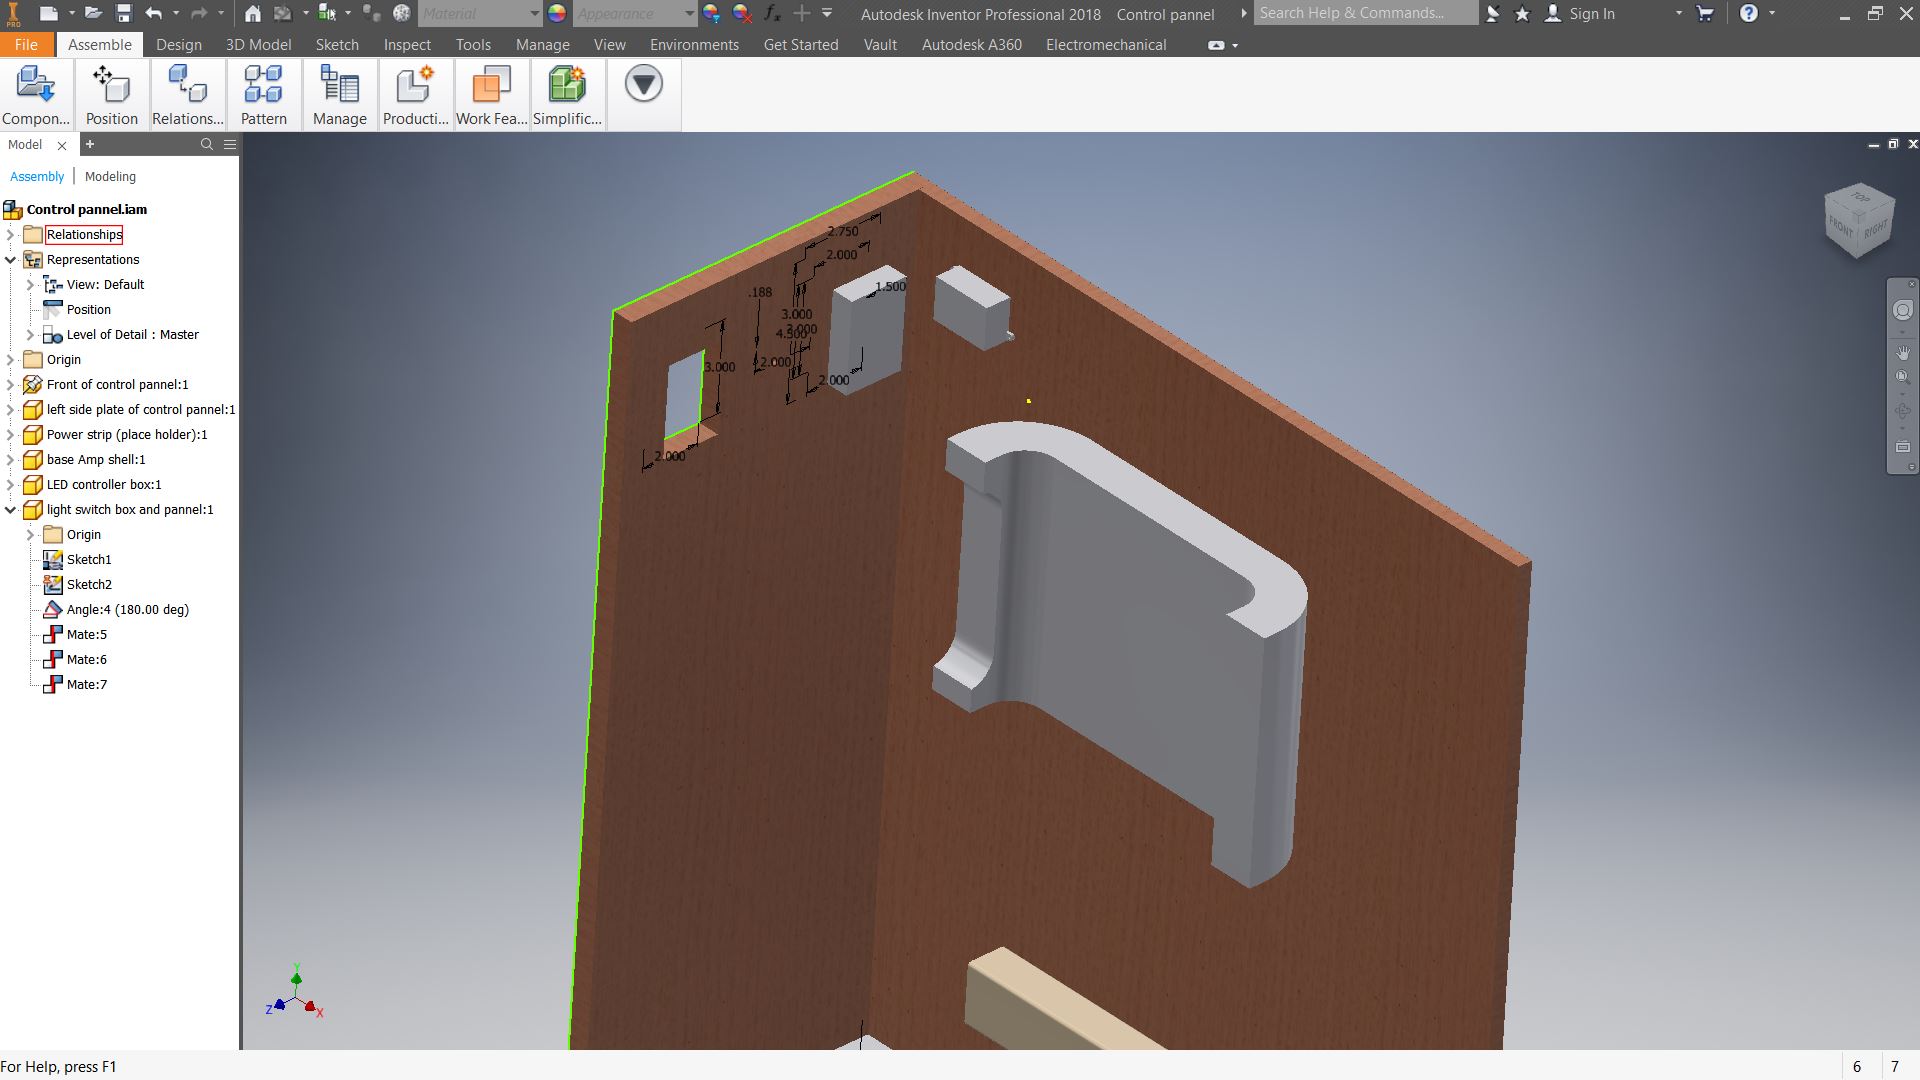 PRO
Material
Appearance
fx
Autodesk Inventor Professional 2018 Control pannel
Search Help & Commands...
Sign In
File Assemble Design 3D Model Sketch Inspect Tools Manage View Environments Get Started Vault Autodesk A360 Electromechanical
Compon... Position Relations... Pattern Manage Producti... Work Fea... Simplific...
Model
Assembly | Modeling
Control pannel.iam
Relationships
Representations
View: Default
Position
Level of Detail : Master
Origin
Front of control pannel:1
left side plate of control pannel:1
Power strip (place holder):1
base Amp shell:1
LED controller box:1
light switch box and pannel:1
Origin
Sketch1
Sketch2
Angle:4 (180.00 deg)
Mate:5
Mate:6
Mate:7
2.750
2.000
1.500
.188
3.000
3.000
4.500
2.000
3.000
2.000
2.000
TOP
FRONT
RIGHT
Y
Z
X
For Help, press F1
6 7